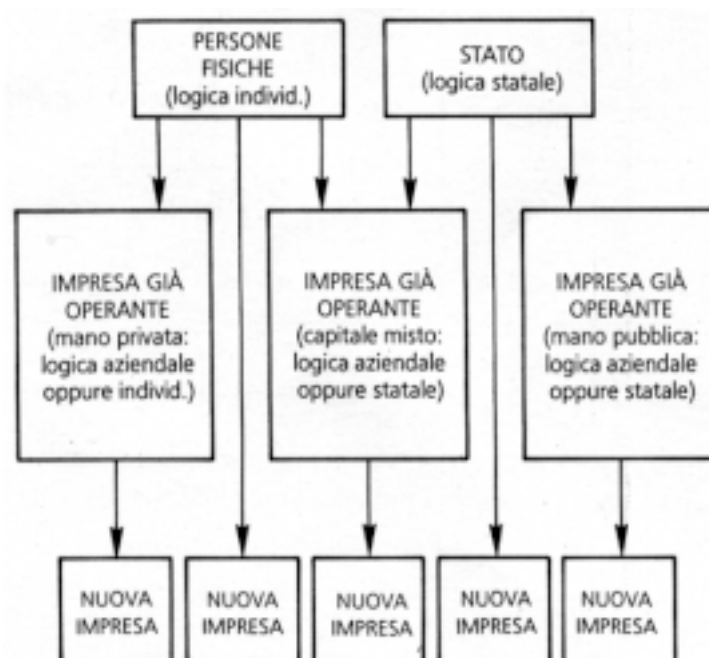 PERSONE
FISICHE
(logica individ.)
STATO
(logica statale)
IMPRESA GIÀ
OPERANTE
(mano privata:
logica aziendale
oppure individ.)
IMPRESA GIÀ
OPERANTE
(capitale misto:
logica aziendale
oppure statale)
IMPRESA GIÀ
OPERANTE
(mano pubblica:
logica aziendale
oppure statale)
NUOVA
IMPRESA
NUOVA
IMPRESA
NUOVA
IMPRESA
NUOVA
IMPRESA
NUOVA
IMPRESA